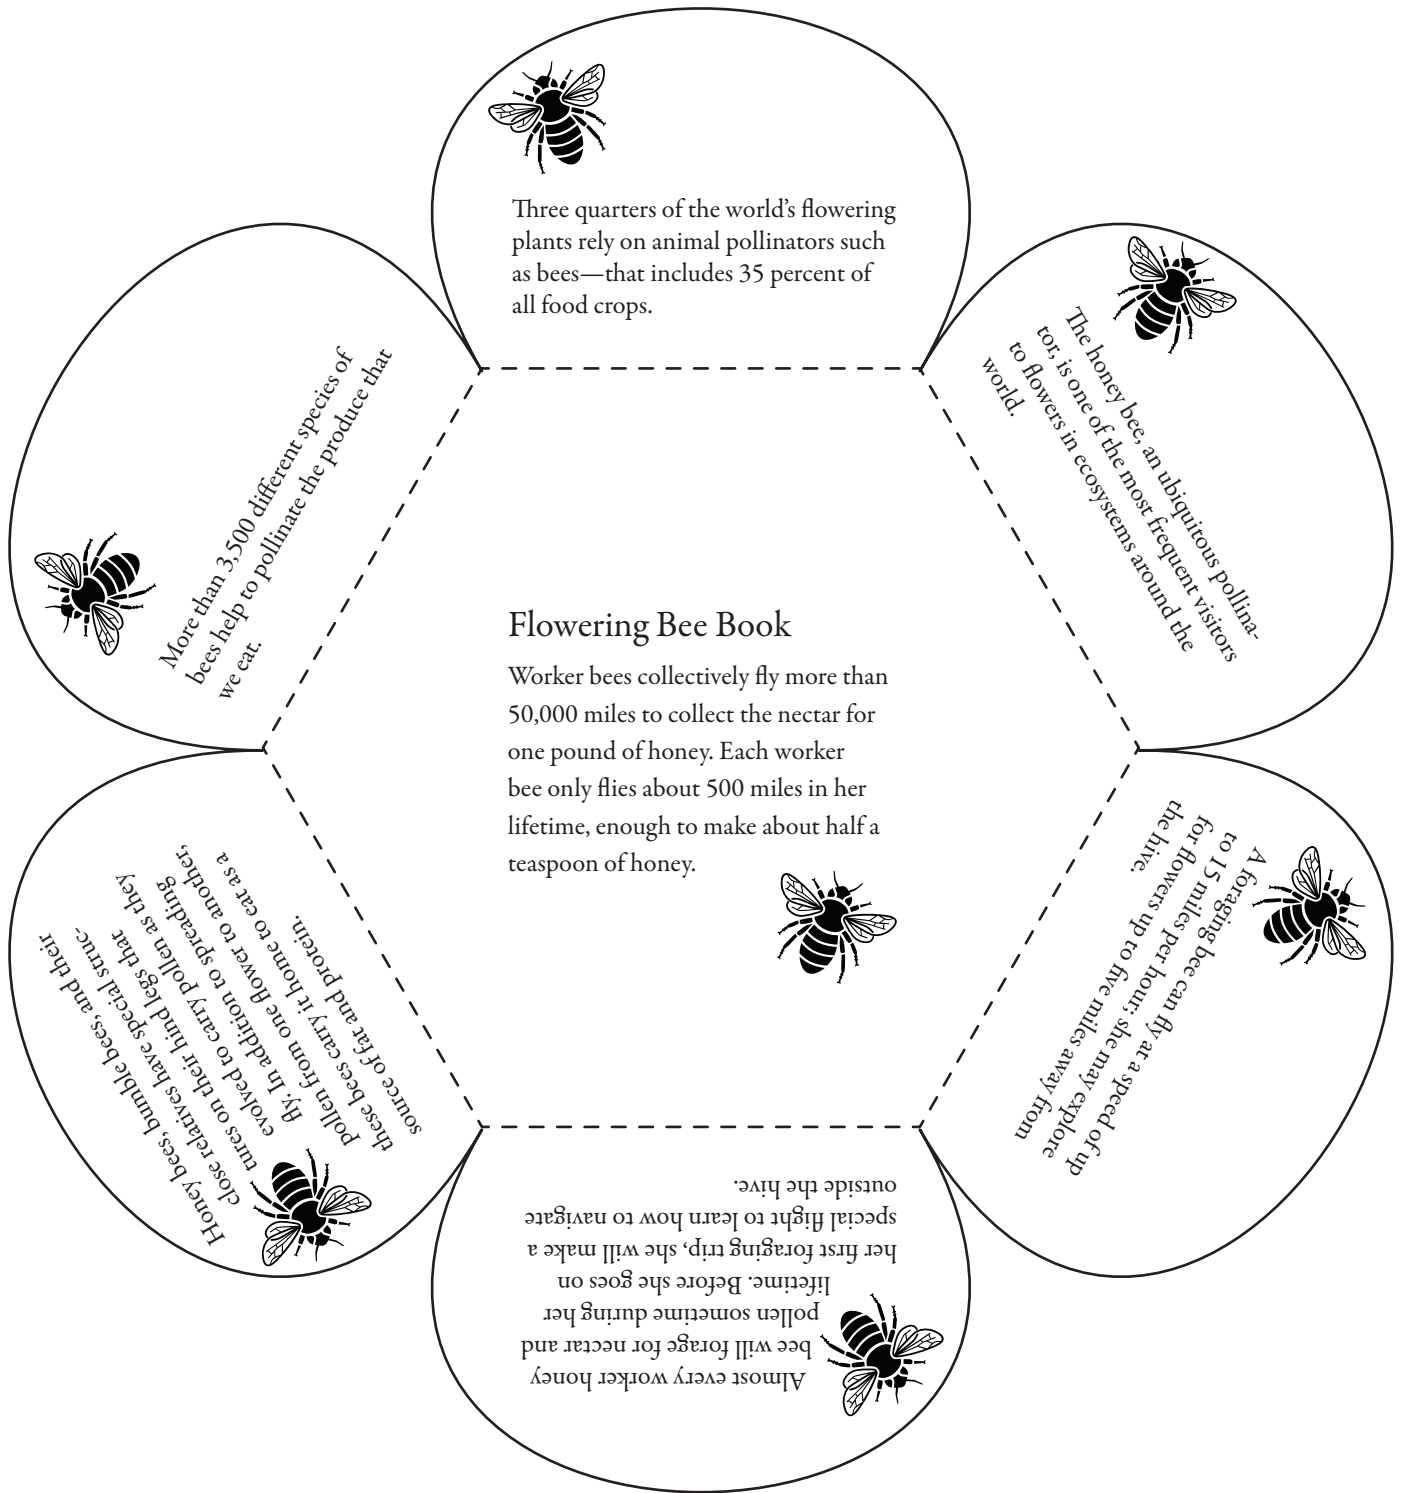 Three quarters of the world's flowering
plants rely on animal pollinators such
as bees—that includes 35 percent of
all food crops.
The honey bee, an ubiquitous pollina-
tor, is one of the most frequent visitors
to flowers in ecosystems around the
world.
A foraging bee can fly at a speed of up
to 15 miles per hour; she may explore
for flowers up to five miles away from
the hive.
Almost every worker honey
bee will forage for nectar and
pollen sometime during her
lifetime. Before she goes on
her first foraging trip, she will make a
special flight to learn how to navigate
outside the hive.
Honey bees, bumble bees, and their
close relatives have special struc-
tures on their hind legs that
evolved to carry pollen as they
fly. In addition to spreading
pollen from one flower to another,
these bees carry it home to eat as a
source of fat and protein.
More than 3,500 different species of
bees help to pollinate the produce that
we eat.
Flowering Bee Book
Worker bees collectively fly more than
50,000 miles to collect the nectar for
one pound of honey. Each worker
bee only flies about 500 miles in her
lifetime, enough to make about half a
teaspoon of honey.